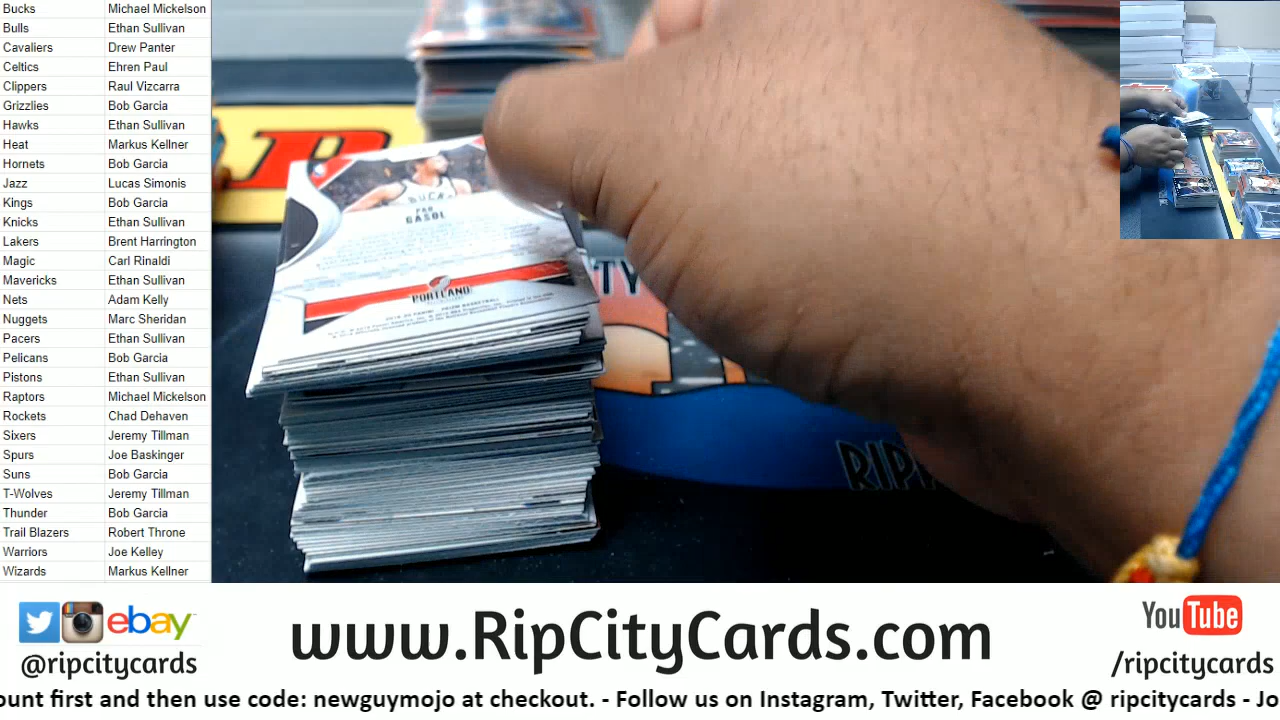 Bucks Michael Mickelson
Bulls Ethan Sullivan
Cavaliers Drew Panter
Celtics Ehren Paul
Clippers Raul Vizcarra
Grizzlies Bob Garcia
Hawks Ethan Sullivan
Heat Markus Kellner
Hornets Bob Garcia
Jazz Lucas Simonis
Kings Bob Garcia
Knicks Ethan Sullivan
Lakers Brent Harrington
Magic Carl Rinaldi
Mavericks Ethan Sullivan
Nets Adam Kelly
Nuggets Marc Sheridan
Pacers Ethan Sullivan
Pelicans Bob Garcia
Pistons Ethan Sullivan
Raptors Michael Mickelson
Rockets Chad Dehaven
Sixers Jeremy Tillman
Spurs Joe Baskinger
Suns Bob Garcia
T-Wolves Jeremy Tillman
Thunder Bob Garcia
Trail Blazers Robert Throne
Warriors Joe Kelley
Wizards Markus Kellner
BUCK
PAU
GASOL
PORTLAND
TY
RIP
ebay
@ripcitycards
www.RipCityCards.com
YouTube
/ripcitycards
ount first and then use code: newguymojo at checkout. - Follow us on Instagram, Twitter, Facebook @ ripcitycards - Jo